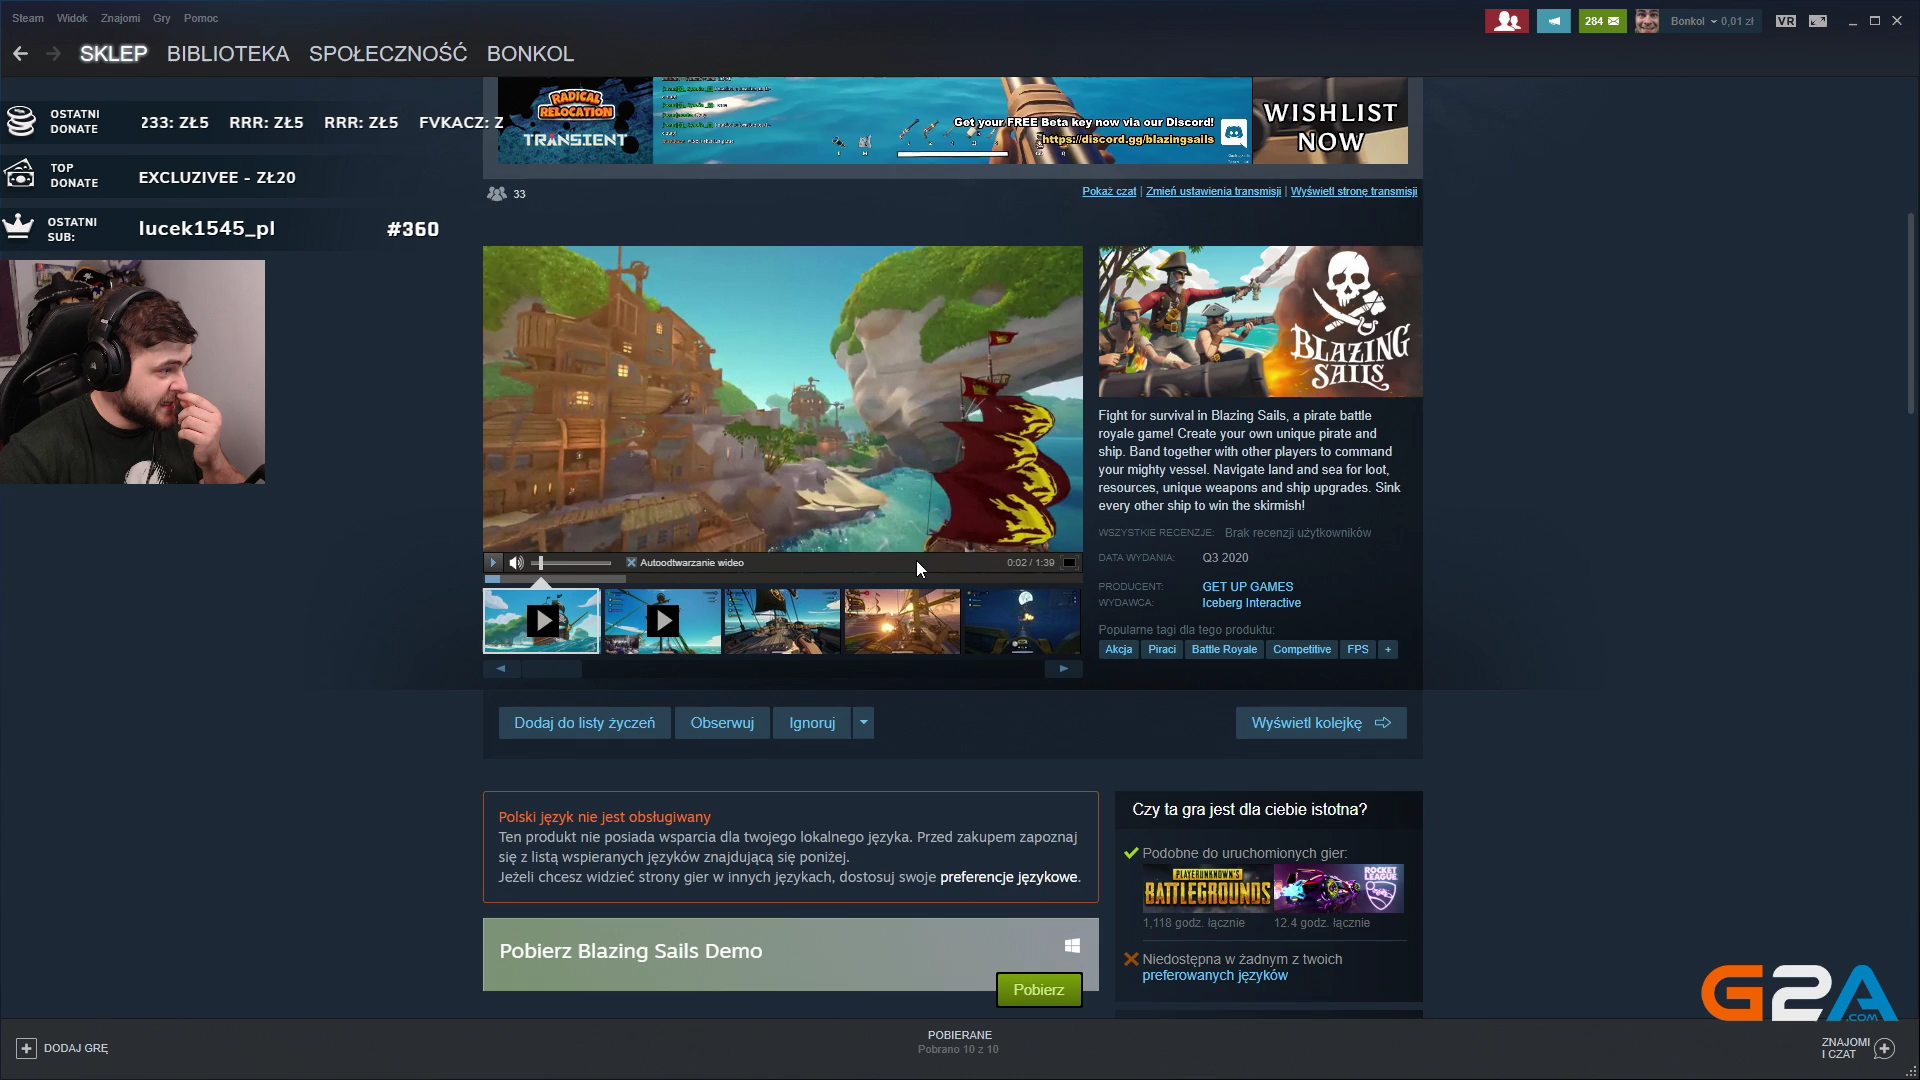 Steam Widok Znajomi Gry Pomoc
284
Bonkol 0,01 zł
VR
SKLEP BIBLIOTEKA SPOŁECZNOŚĆ BONKOL
OSTATNI DONATE
233: ZŁ5 RRR: ZŁ5 RRR: ZŁ5 FVKACZ: Z
TOP DONATE
EXCLUZIVEE - ZŁ20
OSTATNI SUB:
lucek1545_pl #360
RADICAL RELOCATION
TRANSIENT
Get your FREE Beta key now via our Discord!
https://discord.gg/blazingsails
WISHLIST NOW
33
Pokaż czat | Zmień ustawienia transmisji | Wyświetl stronę transmisji
BLAZING SAILS
Autoodtwarzanie wideo
0:02 / 1:39
Fight for survival in Blazing Sails, a pirate battle
royale game! Create your own unique pirate and
ship. Band together with other players to command
your mighty vessel. Navigate land and sea for loot,
resources, unique weapons and ship upgrades. Sink
every other ship to win the skirmish!
WSZYSTKIE RECENZJE: Brak recenzji użytkowników
DATA WYDANIA: Q3 2020
PRODUCENT: GET UP GAMES
WYDAWCA: Iceberg Interactive
Popularne tagi dla tego produktu:
Akcja Piraci Battle Royale Competitive FPS +
Dodaj do listy życzeń Obserwuj Ignoruj
Wyświetl kolejkę
Polski język nie jest obsługiwany
Ten produkt nie posiada wsparcia dla twojego lokalnego języka. Przed zakupem zapoznaj
się z listą wspieranych języków znajdującą się poniżej.
Jeżeli chcesz widzieć strony gier w innych językach, dostosuj swoje preferencje językowe.
Pobierz Blazing Sails Demo
Pobierz
Czy ta gra jest dla ciebie istotna?
Podobne do uruchomionych gier:
PLAYERUNKNOWN'S
BATTLEGROUNDS
ROCKET LEAGUE
1,118 godz. łącznie 12.4 godz. łącznie
Niedostępna w żadnym z twoich
preferowanych języków
G2A
.COM
DODAJ GRĘ
POBIERANE
Pobrano 10 z 10
ZNAJOMI
I CZAT